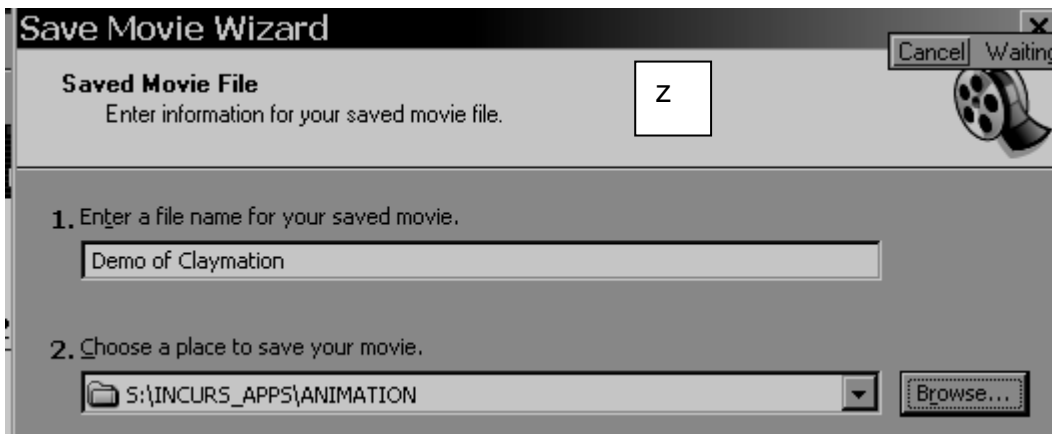 Save Movie Wizard
Cancel Waiting
Saved Movie File
z
Enter information for your saved movie file.
1. Enter a file name for your saved movie.
Demo of Claymation
2. Choose a place to save your movie.
S:\INCURS_APPS\ANIMATION
Browse...